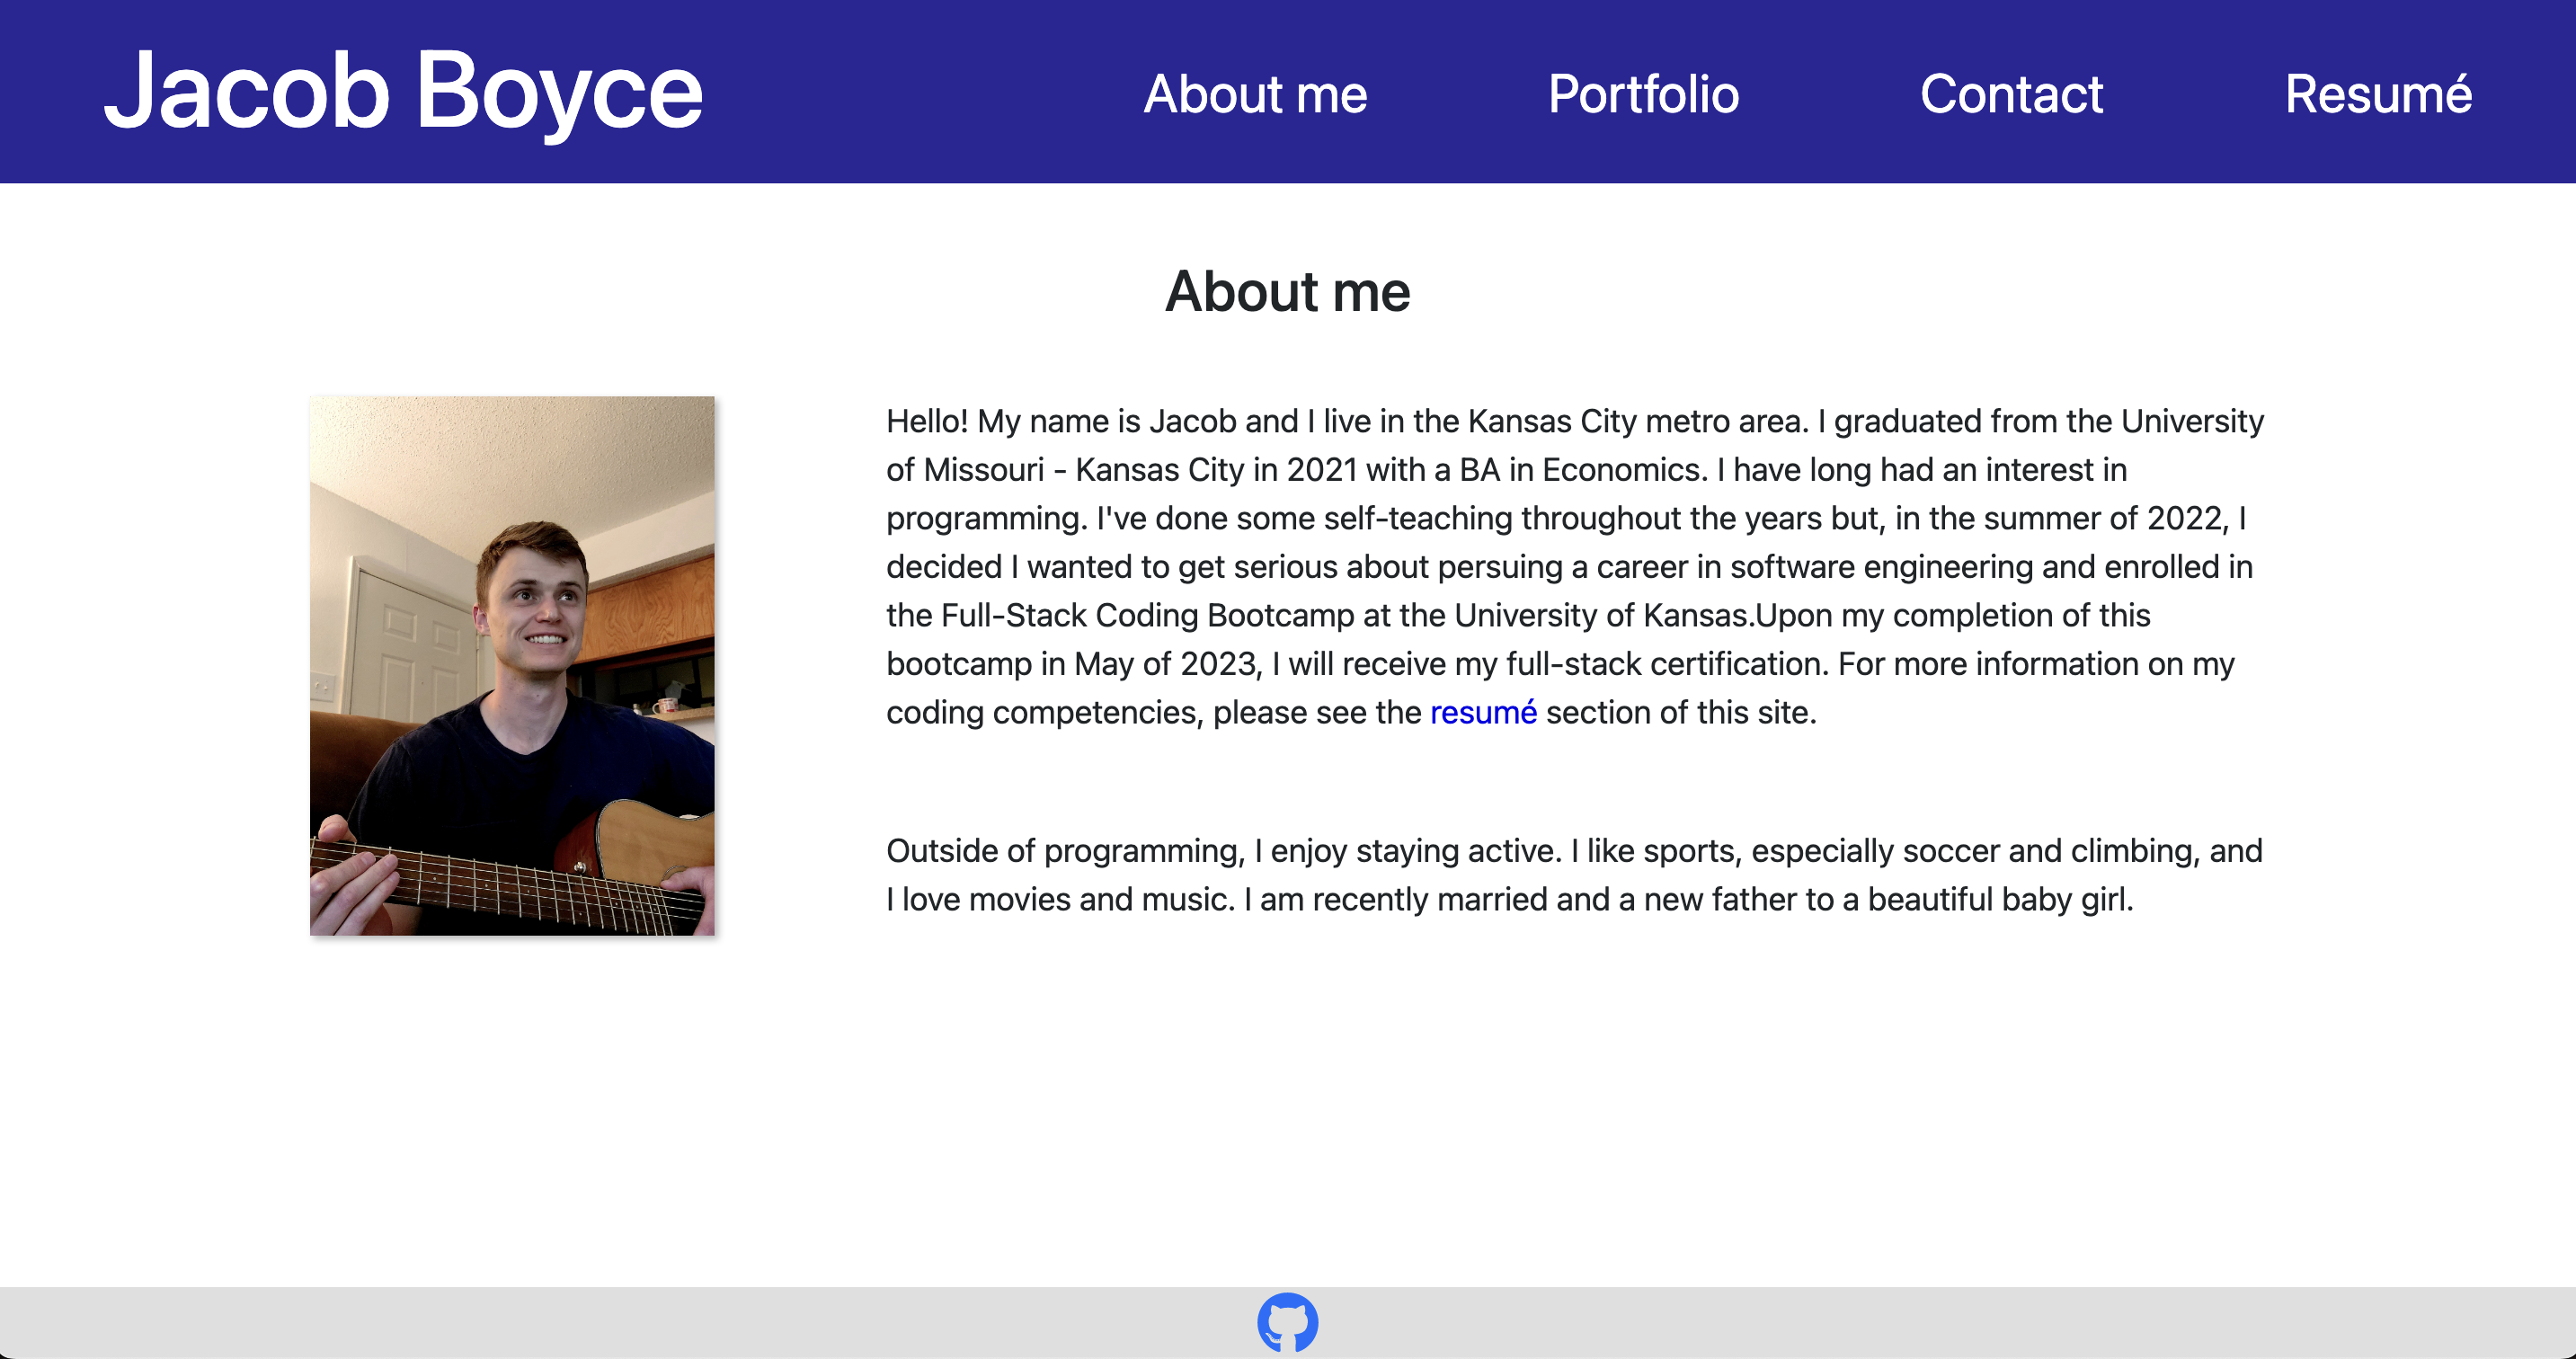 Jacob Boyce
About me
Portfolio
Contact
Resumé
About me
Hello! My name is Jacob and I live in the Kansas City metro area. I graduated from the University
of Missouri - Kansas City in 2021 with a BA in Economics. I have long had an interest in
programming. I've done some self-teaching throughout the years but, in the summer of 2022, I
decided I wanted to get serious about persuing a career in software engineering and enrolled in
the Full-Stack Coding Bootcamp at the University of Kansas.Upon my completion of this
bootcamp in May of 2023, I will receive my full-stack certification. For more information on my
coding competencies, please see the resumé section of this site.
Outside of programming, I enjoy staying active. I like sports, especially soccer and climbing, and
I love movies and music. I am recently married and a new father to a beautiful baby girl.